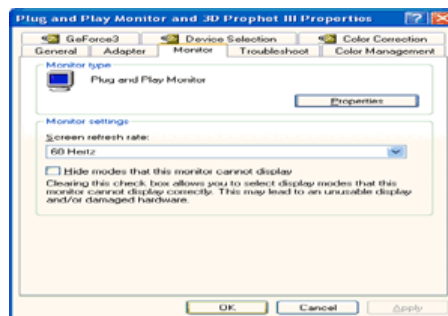 Plug and Play Monitor and 3D Prophet III Properties
GeForce3 Device Selection Color Correction
General Adapter Monitor Troubleshoot Color Management
Monitor type
Plug and Play Monitor
Properties
Monitor settings
Screen refresh rate:
60 Hertz
Hide modes that this monitor cannot display
Clearing this check box allows you to select display modes that this
monitor cannot display correctly. This may lead to an unusable display
and/or damaged hardware.
OK Cancel Apply